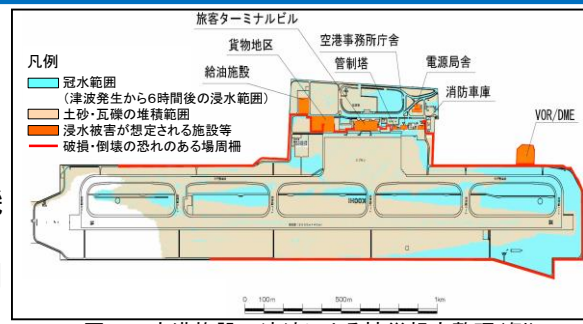 旅客ターミナルビル
貨物地区
給油施設
空港事務所庁舎
管制塔
電源局舎
消防車庫
VOR/DME
凡例
冠水範囲
(津波発生から6時間後の浸水範囲)
土砂・瓦礫の堆積範囲
浸水被害が想定される施設等
破損・倒壊の恐れのある場周柵
KOCHI
0 100m 500m 1km